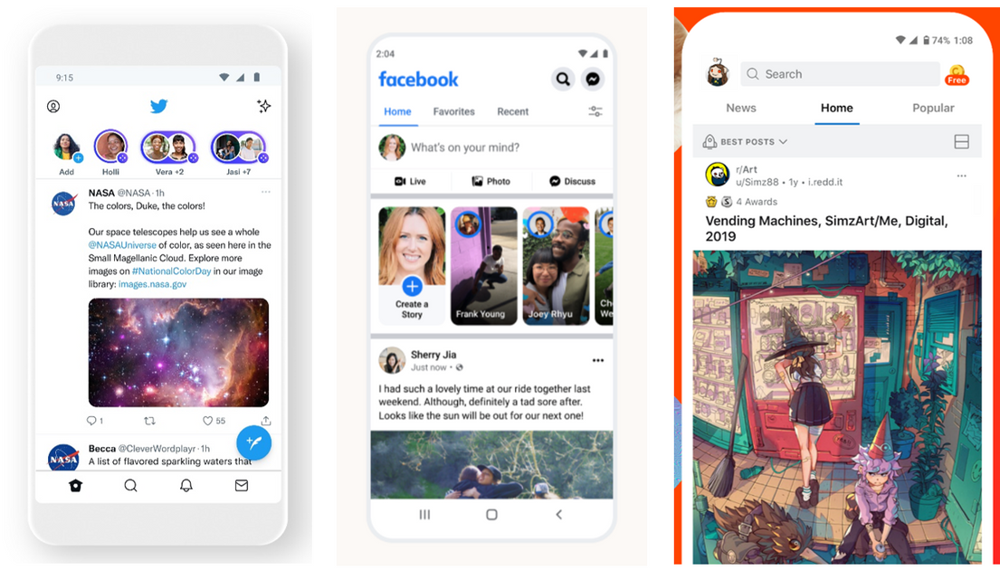 9:15
Add
Holli
Vera +2
Jasi +7
NASA @NASA · 1h
The colors, Duke, the colors!
Our space telescopes help us see a whole
@NASAUniverse of color, as seen here in the
Small Magellanic Cloud. Explore more
images on #NationalColorDay in our image
library: images.nasa.gov
1
55
Becca @CleverWordplayr · 1h
A list of flavored sparkling waters that
2:04
facebook
Home Favorites Recent
What's on your mind?
Live Photo Discuss
Create a
Story
Frank Young
Joey Rhyu
Ch
We
Sherry Jia
Just now
I had such a lovely time at our ride together last
weekend. Although, definitely a tad sore after.
Looks like the sun will be out for our next one!
74% 1:08
Search
Free
News Home Popular
BEST POSTS
r/Art
u/Simz88 • 1y • i.redd.it
4 Awards
Vending Machines, SimzArt/Me, Digital,
2019